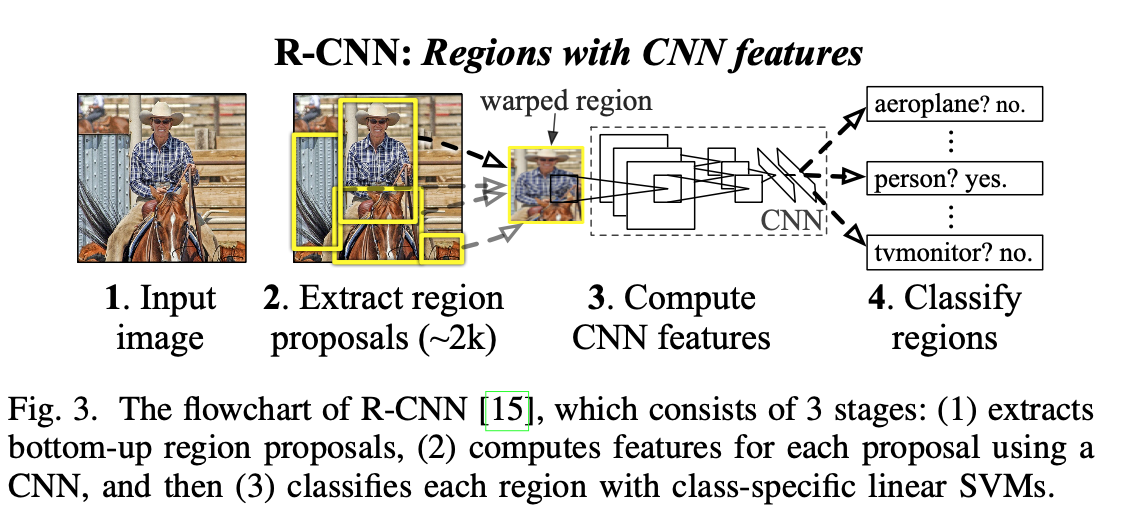 R-CNN: Regions with CNN features
warped region
aeroplane? no.
⋮
person? yes.
⋮
tvmonitor? no.
CNN
1. Input
image
2. Extract region
proposals (~2k)
3. Compute
CNN features
4. Classify
regions
Fig. 3. The flowchart of R-CNN [15], which consists of 3 stages: (1) extracts
bottom-up region proposals, (2) computes features for each proposal using a
CNN, and then (3) classifies each region with class-specific linear SVMs.